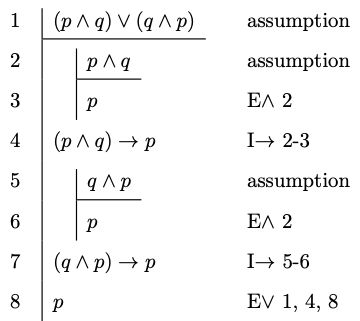 1 (p ∧ q) ∨ (q ∧ p) assumption
2 p ∧ q assumption
3 p E∧ 2
4 (p ∧ q) → p I→ 2-3
5 q ∧ p assumption
6 p E∧ 2
7 (q ∧ p) → p I→ 5-6
8 p E∨ 1, 4, 8